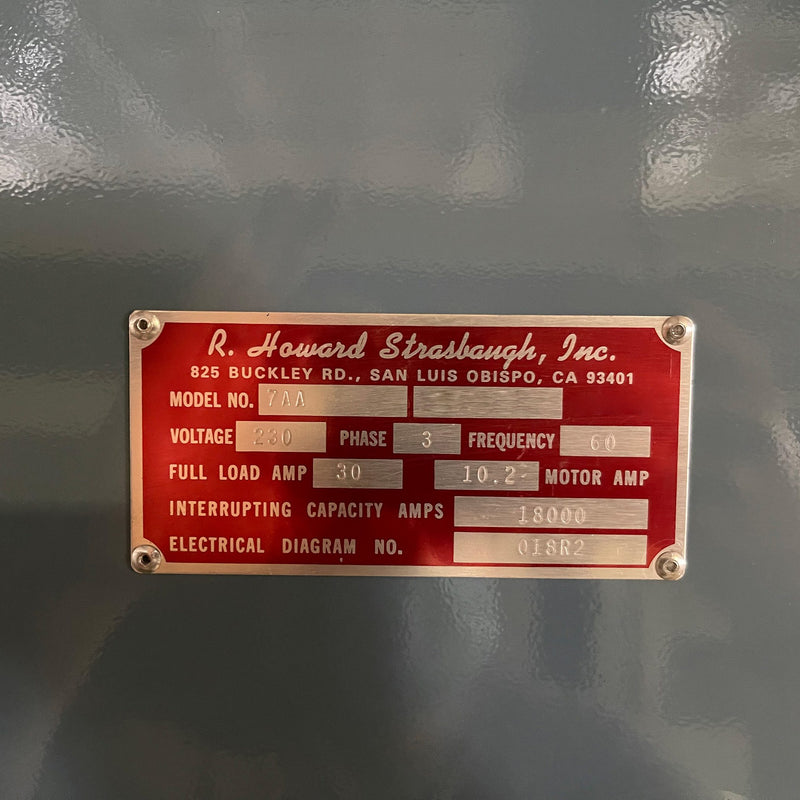 R. Howard Strasbaugh, Inc.
825 BUCKLEY RD., SAN LUIS OBISPO, CA 93401
MODEL NO. 7AA
VOLTAGE 230 PHASE 3 FREQUENCY 60
FULL LOAD AMP 30 10.2 MOTOR AMP
INTERRUPTING CAPACITY AMPS 18000
ELECTRICAL DIAGRAM NO. 018R2